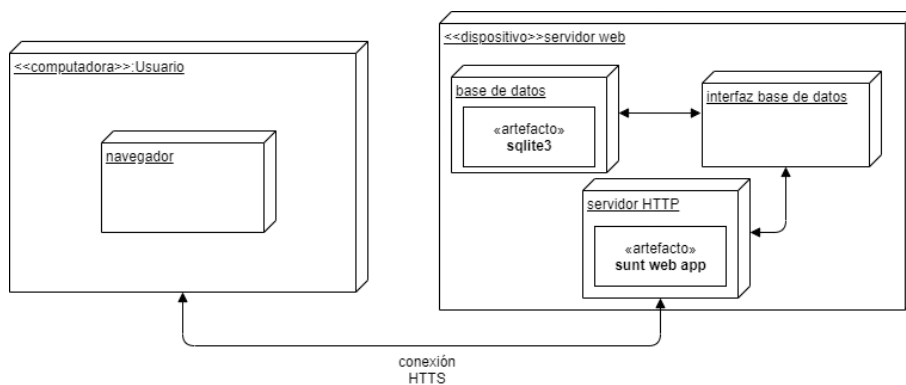 <<computadora>>:Usuario
navegador
<<dispositivo>>servidor web
base de datos
«artefacto»
sqlite3
interfaz base de datos
servidor HTTP
«artefacto»
sunt web app
conexión
HTTS